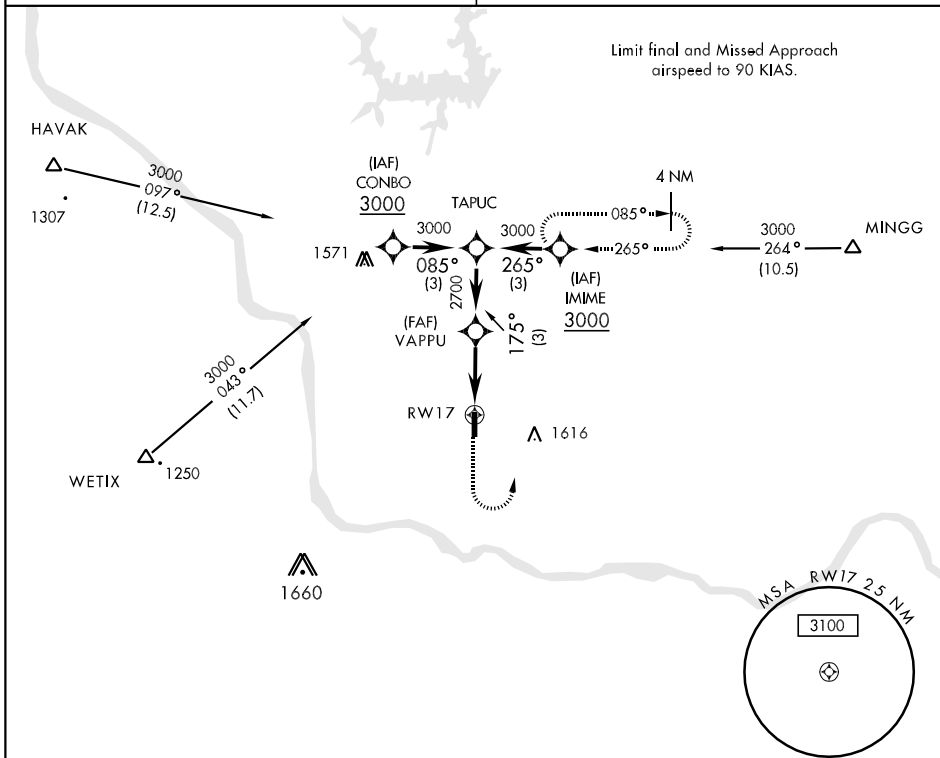 Limit final and Missed Approach
airspeed to 90 KIAS.
HAVAK
3000
097°
(12.5)
1307
(IAF)
CONBO
3000
TAPUC
4 NM
085°
265°
MINGG
3000
264°
(10.5)
1571
3000
085°
(3)
3000
265°
(3)
(IAF)
IMIME
3000
2700
(FAF)
VAPPU
175°
(3)
3000
043°
(11.7)
RW17
1616
WETIX
1250
1660
MSA RW17 25 NM
3100